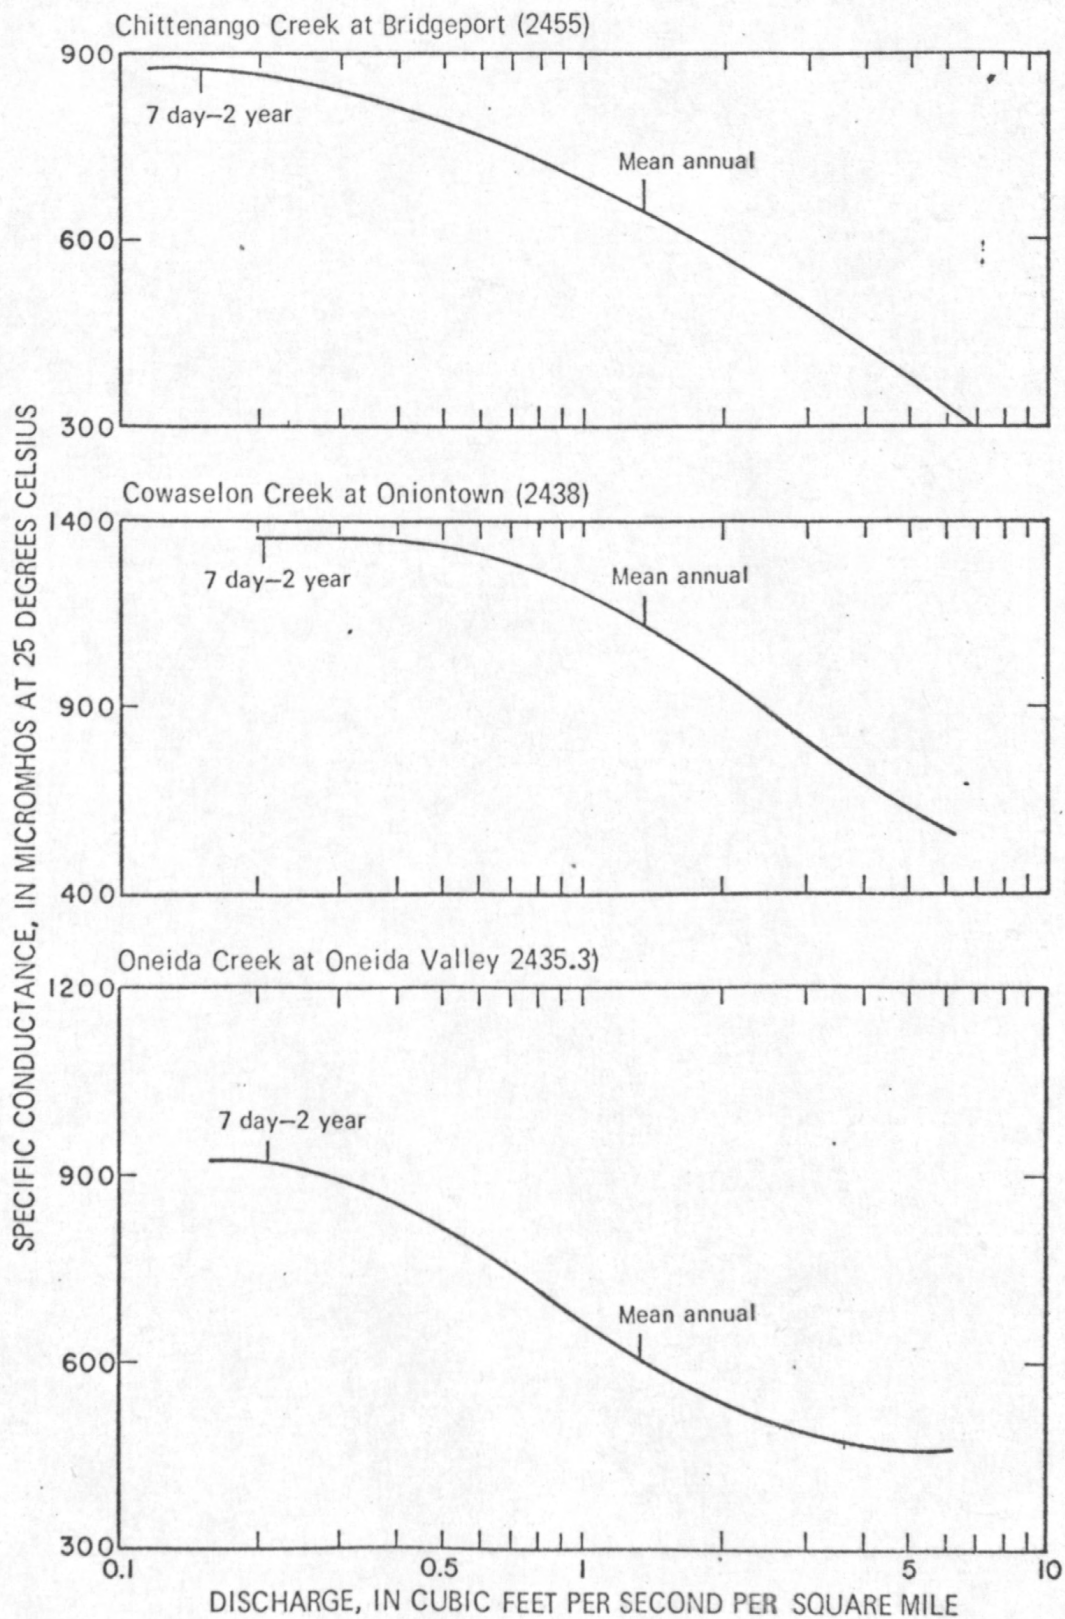 Chittenango Creek at Bridgeport (2455)
900
7 day–2 year
Mean annual
600
300
Cowaselon Creek at Oniontown (2438)
1400
7 day–2 year
Mean annual
900
400
Oneida Creek at Oneida Valley 2435.3)
1200
7 day–2 year
900
Mean annual
600
300
0.1 0.5 1 5 10
DISCHARGE, IN CUBIC FEET PER SECOND PER SQUARE MILE
SPECIFIC CONDUCTANCE, IN MICROMHOS AT 25 DEGREES CELSIUS